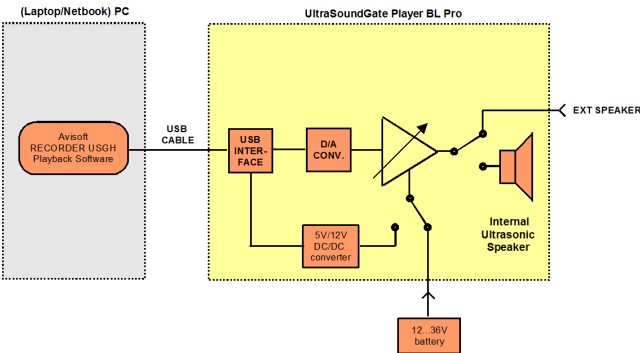 (Laptop/Netbook) PC
UltraSoundGate Player BL Pro
Avisoft
RECORDER USGH
Playback Software
USB
CABLE
USB
INTER-
FACE
D/A
CONV.
EXT SPEAKER
Internal
Ultrasonic
Speaker
5V/12V
DC/DC
converter
12...36V
battery